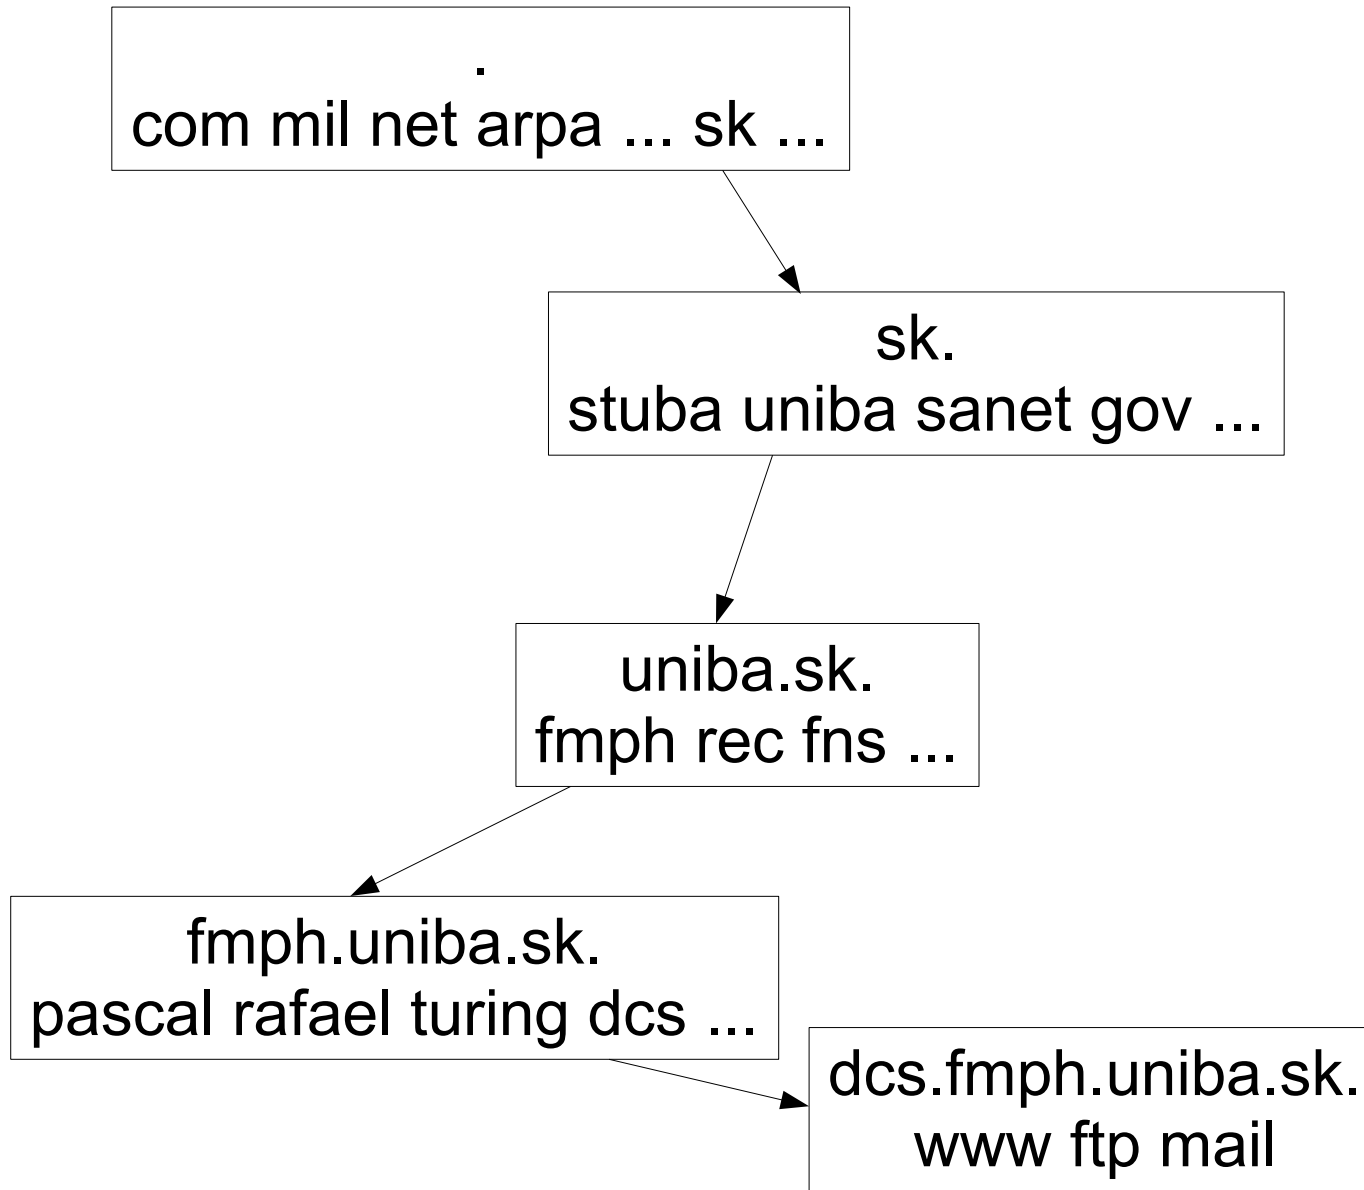 .
com mil net arpa ... sk ...
sk.
stuba uniba sanet gov ...
uniba.sk.
fmph rec fns ...
fmph.uniba.sk.
pascal rafael turing dcs ...
dcs.fmph.uniba.sk.
www ftp mail